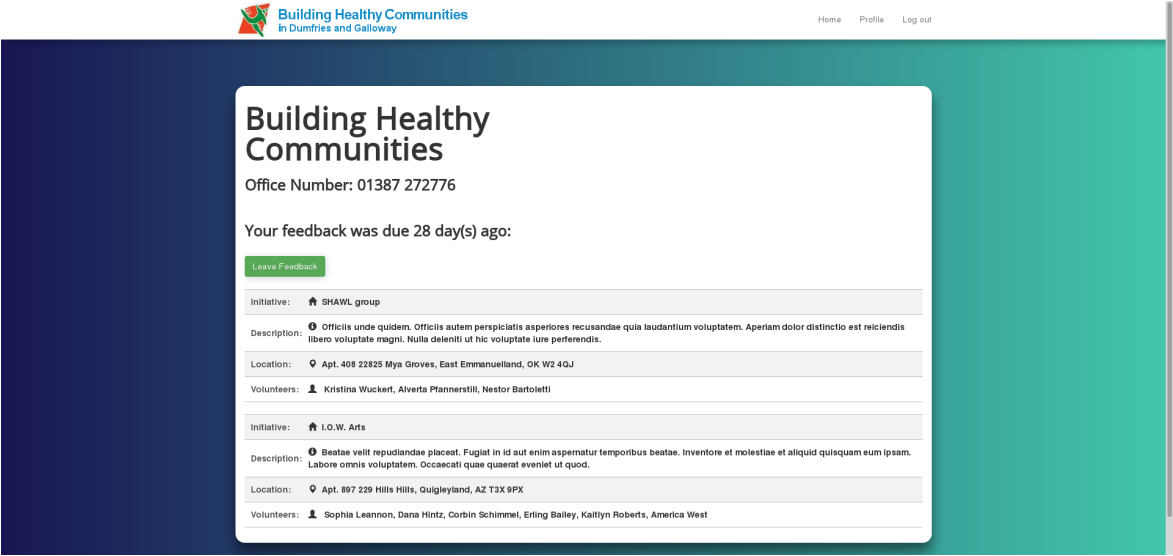 Building Healthy Communities
in Dumfries and Galloway
Home Profile Log out
Building Healthy
Communities
Office Number: 01387 272776
Your feedback was due 28 day(s) ago:
Leave Feedback
Initiative: SHAWL group
Description: Officiis unde quidem. Officiis autem perspiciatis asperiores recusandae quia laudantium voluptatem. Aperiam dolor distinctio est reiciendis
libero voluptate magni. Nulla deleniti ut hic voluptate iure perferendis.
Location: Apt. 408 22825 Mya Groves, East Emmanuelland, OK W2 4QJ
Volunteers: Kristina Wuckert, Alverta Pfannerstill, Nestor Bartoletti
Initiative: I.O.W. Arts
Description: Beatae velit repudiandae placeat. Fugiat in id aut enim aspernatur temporibus beatae. Inventore et molestiae et aliquid quisquam eum ipsam.
Labore omnis voluptatem. Occaecati quae quaerat eveniet ut quod.
Location: Apt. 897 229 Hills Hills, Quigleyland, AZ T3X 9PX
Volunteers: Sophia Leannon, Dana Hintz, Corbin Schimmel, Erling Bailey, Kaitlyn Roberts, America West